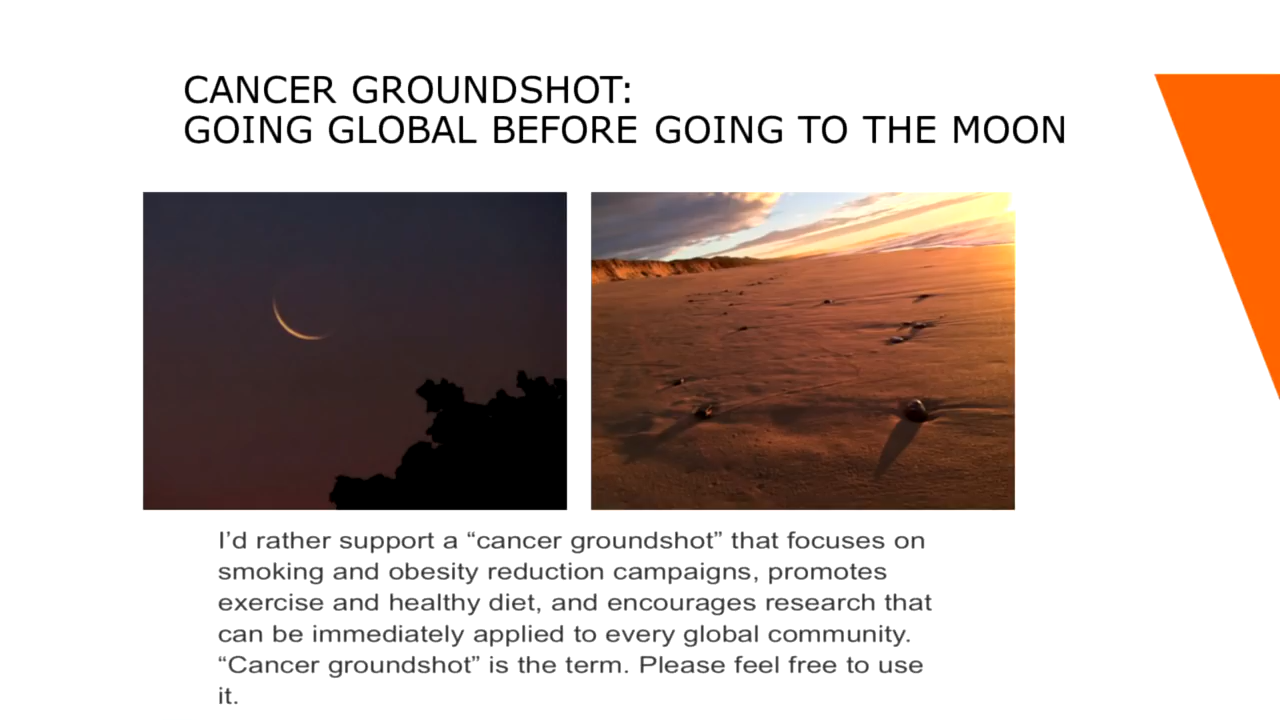 CANCER GROUNDSHOT:
GOING GLOBAL BEFORE GOING TO THE MOON
I’d rather support a “cancer groundshot” that focuses on
smoking and obesity reduction campaigns, promotes
exercise and healthy diet, and encourages research that
can be immediately applied to every global community.
“Cancer groundshot” is the term. Please feel free to use
it.